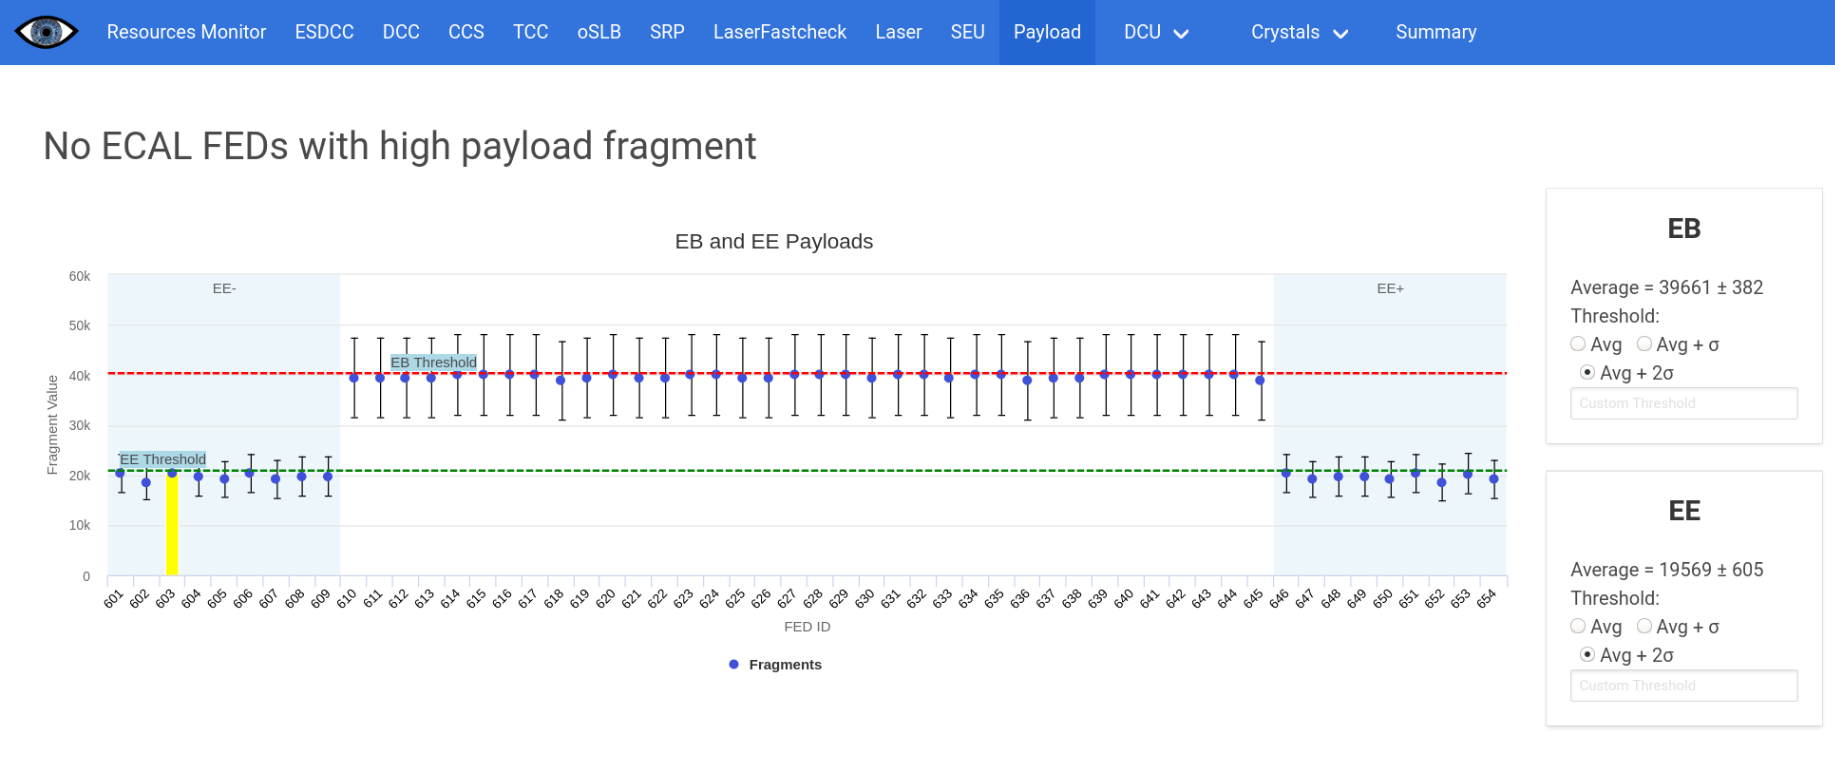 Resources Monitor ESDCC DCC CCS TCC oSLB SRP LaserFastcheck Laser SEU Payload DCU Crystals Summary
No ECAL FEDs with high payload fragment
EB and EE Payloads
60k
50k
40k
30k
20k
10k
0
Fragment Value
EE-
EE+
EB Threshold
EE Threshold
601 602 603 604 605 606 607 608 609 610 611 612 613 614 615 616 617 618 619 620 621 622 623 624 625 626 627 628 629 630 631 632 633 634 635 636 637 638 639 640 641 642 643 644 645 646 647 648 649 650 651 652 653 654
FED ID
Fragments
EB
Average = 39661 ± 382
Threshold:
Avg Avg + σ
Avg + 2σ
Custom Threshold
EE
Average = 19569 ± 605
Threshold:
Avg Avg + σ
Avg + 2σ
Custom Threshold